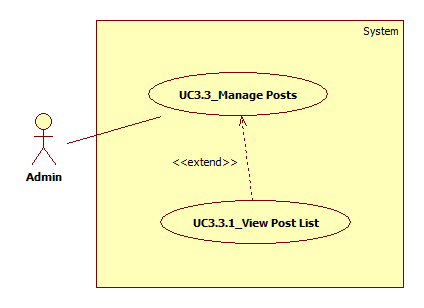 System
UC3.3_Manage Posts
Admin
<<extend>>
UC3.3.1_View Post List